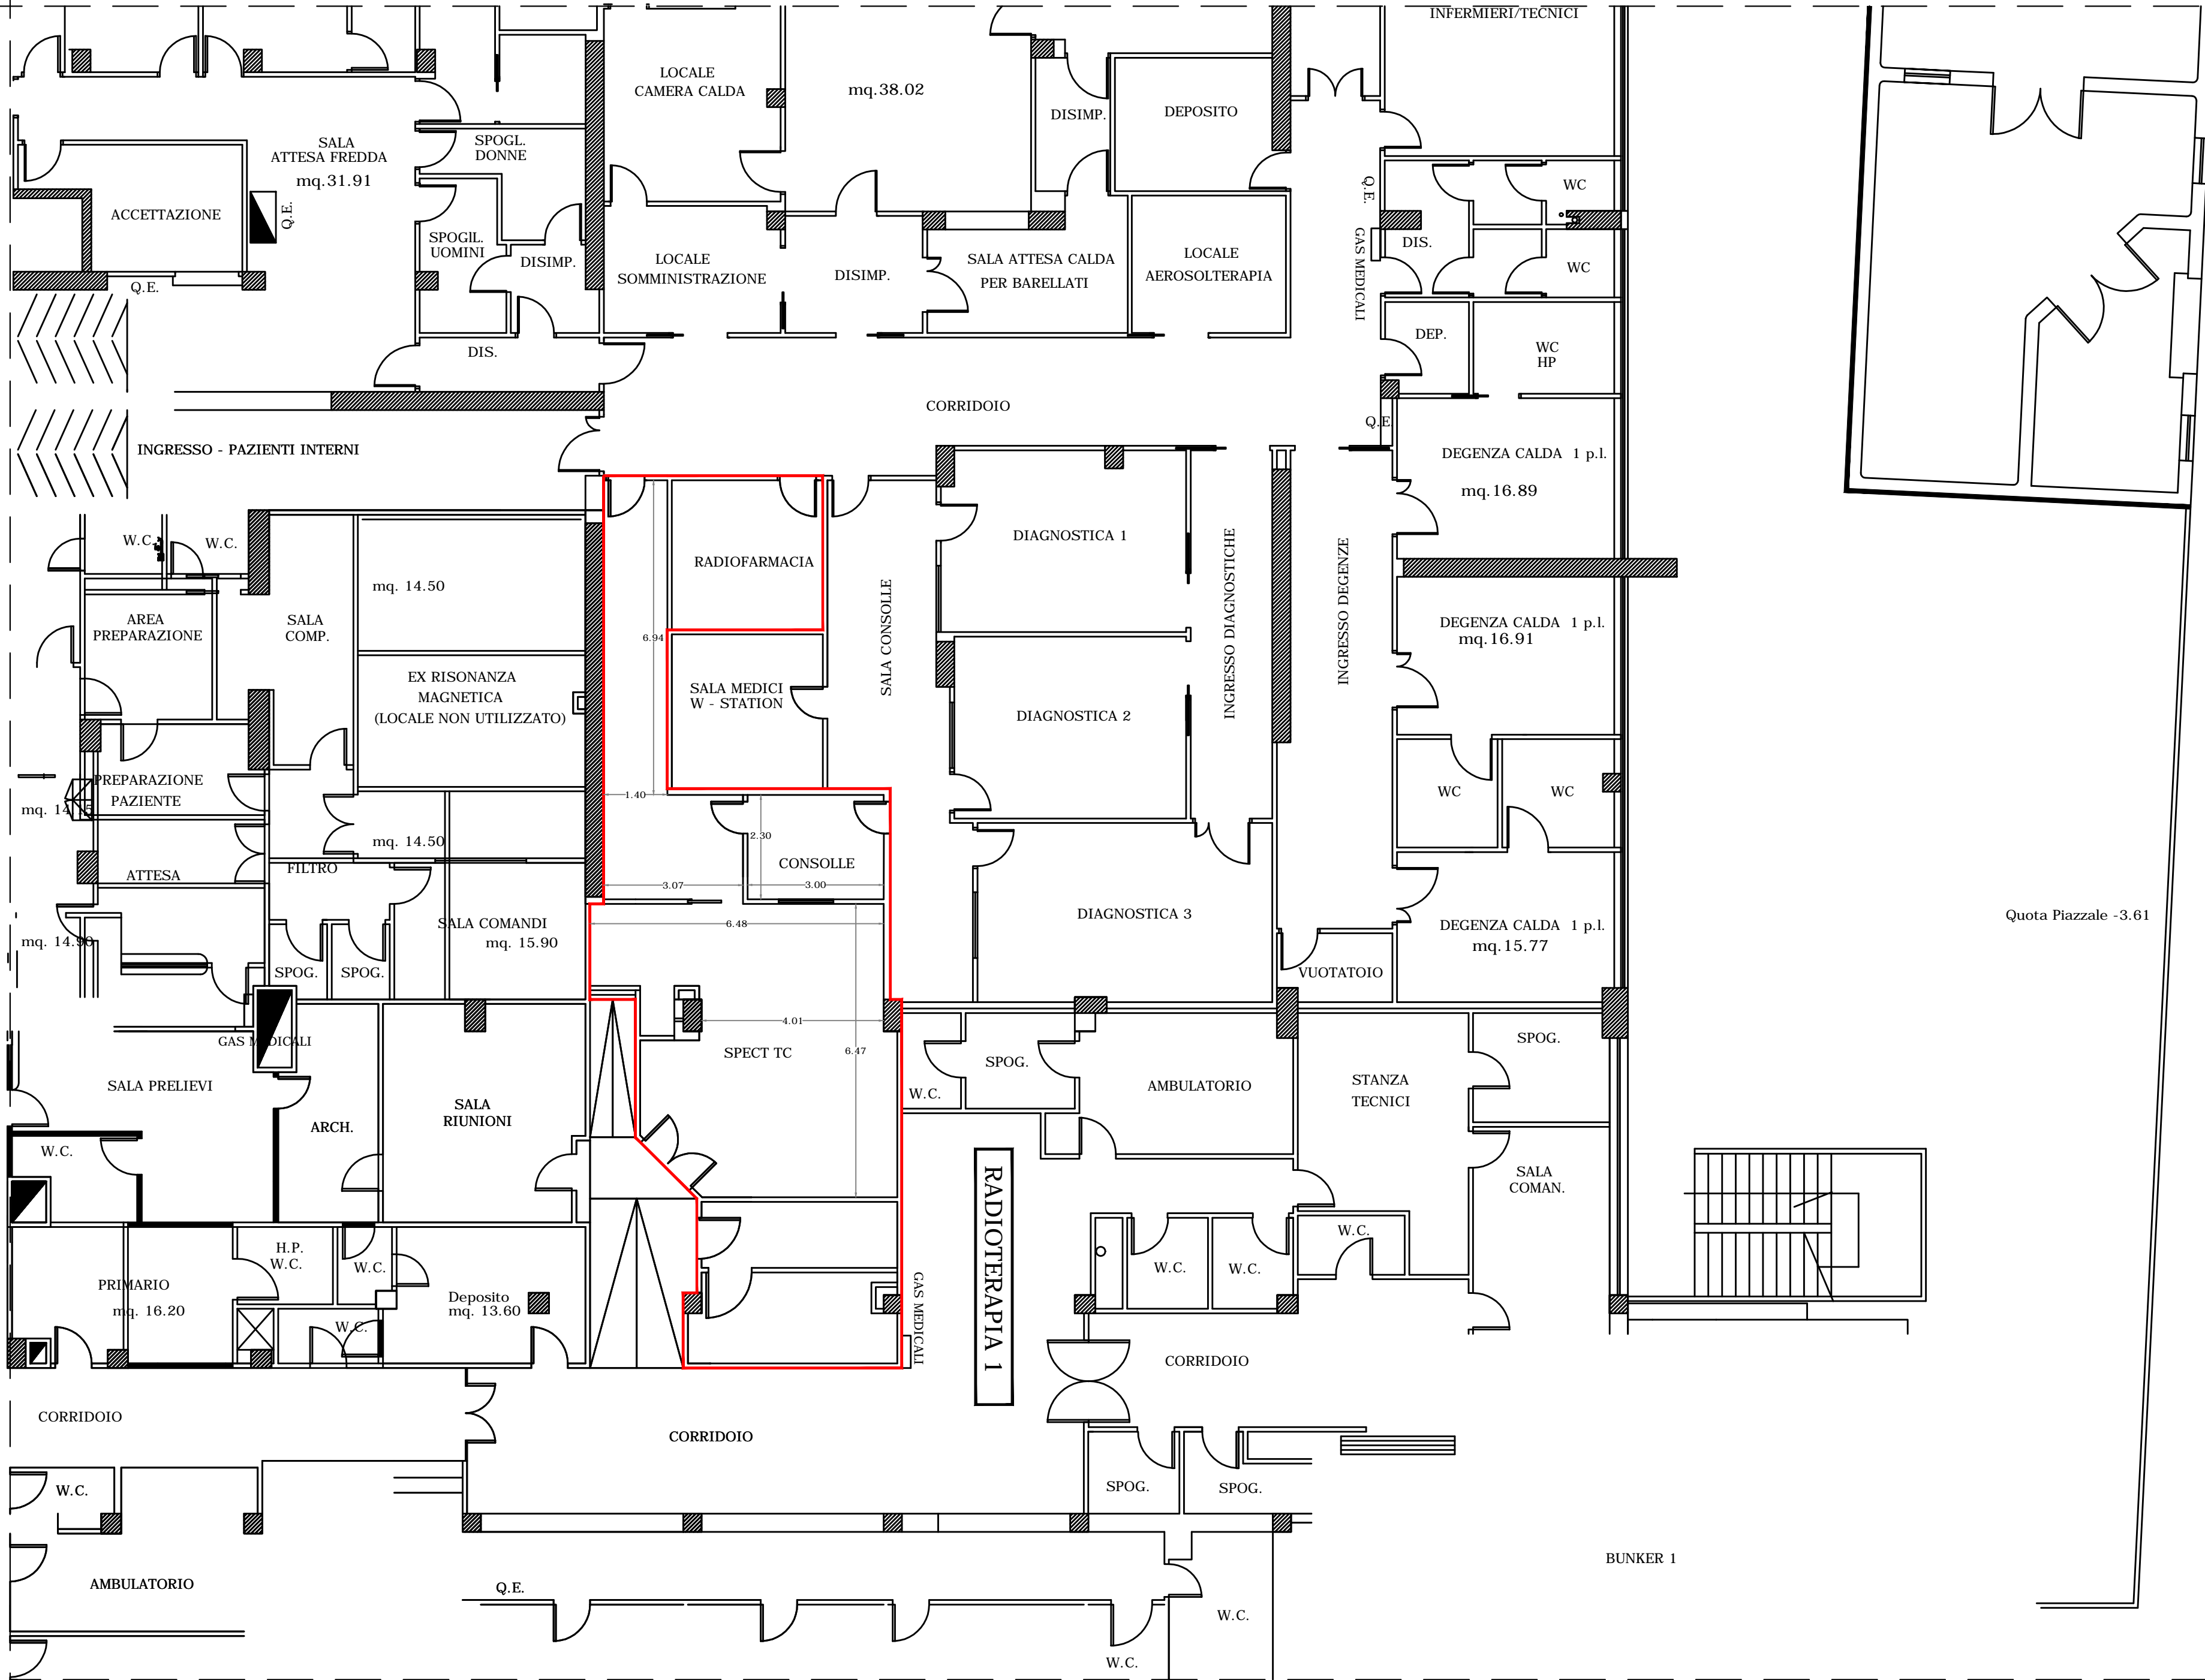 INFERMIERI/TECNICI
LOCALE
CAMERA CALDA
mq.38.02
DISIMP.
DEPOSITO
SALA
ATTESA FREDDA
mq.31.91
SPOGL.
DONNE
ACCETTAZIONE
Q.E.
Q.E.
WC
SPOGIL.
UOMINI
DISIMP.
LOCALE
SOMMINISTRAZIONE
DISIMP.
SALA ATTESA CALDA
PER BARELLATI
LOCALE
AEROSOLTERAPIA
GAS MEDICALI
DIS.
WC
Q.E.
DIS.
DEP.
WC
HP
CORRIDOIO
Q.E
INGRESSO - PAZIENTI INTERNI
DEGENZA CALDA 1 p.l.
mq.16.89
W.C.
W.C.
mq. 14.50
RADIOFARMACIA
SALA CONSOLLE
DIAGNOSTICA 1
INGRESSO DIAGNOSTICHE
INGRESSO DEGENZE
AREA
PREPARAZIONE
SALA
COMP.
6.94
DEGENZA CALDA 1 p.l.
mq.16.91
EX RISONANZA
MAGNETICA
(LOCALE NON UTILIZZATO)
SALA MEDICI
W - STATION
DIAGNOSTICA 2
PREPARAZIONE
PAZIENTE
1.40
WC
WC
mq. 14.50
2.30
CONSOLLE
FILTRO
ATTESA
3.07
3.00
SALA COMANDI
mq. 15.90
6.48
DIAGNOSTICA 3
DEGENZA CALDA 1 p.l.
mq.15.77
Quota Piazzale -3.61
mq. 14.90
SPOG.
SPOG.
VUOTATOIO
GAS MEDICALI
4.01
SPECT TC
6.47
SALA PRELIEVI
SALA
RIUNIONI
ARCH.
W.C.
SPOG.
AMBULATORIO
STANZA
TECNICI
SPOG.
W.C.
SALA
COMAN.
RADIOTERAPIA 1
H.P.
W.C.
W.C.
W.C.
W.C.
W.C.
PRIMARIO
mq. 16.20
Deposito
mq. 13.60
W.C.
GAS MEDICALI
CORRIDOIO
CORRIDOIO
CORRIDOIO
W.C.
SPOG.
SPOG.
BUNKER 1
AMBULATORIO
Q.E.
W.C.
W.C.